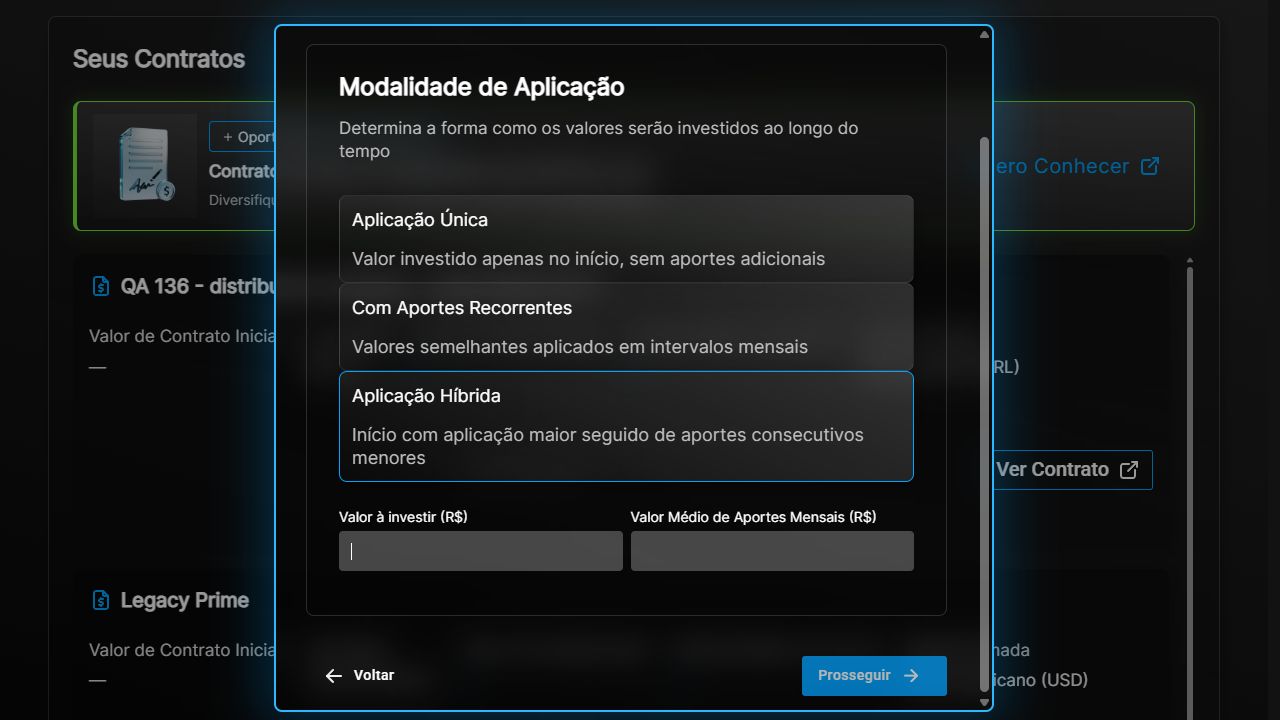 Seus Contratos
+ Oport
Contrato
Diversifiqu
ero Conhecer
QA 136 - distribu
Valor de Contrato Inicia
—
RL)
Ver Contrato
Legacy Prime
Valor de Contrato Inicia
—
nada
icano (USD)
Modalidade de Aplicação
Determina a forma como os valores serão investidos ao longo do
tempo
Aplicação Única
Valor investido apenas no início, sem aportes adicionais
Com Aportes Recorrentes
Valores semelhantes aplicados em intervalos mensais
Aplicação Híbrida
Início com aplicação maior seguido de aportes consecutivos
menores
Valor à investir (R$)
Valor Médio de Aportes Mensais (R$)
Voltar
Prosseguir